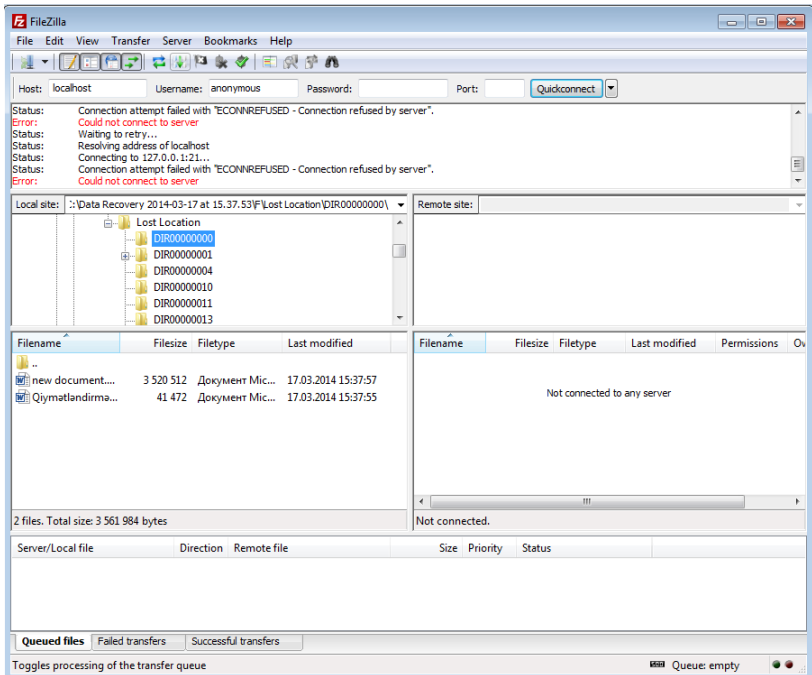 FileZilla
File Edit View Transfer Server Bookmarks Help
Host: localhost Username: anonymous Password: Port: Quickconnect
Status: Connection attempt failed with "ECONNREFUSED - Connection refused by server".
Error: Could not connect to server
Status: Waiting to retry...
Status: Resolving address of localhost
Status: Connecting to 127.0.0.1:21...
Status: Connection attempt failed with "ECONNREFUSED - Connection refused by server".
Error: Could not connect to server
Local site: :\Data Recovery 2014-03-17 at 15.37.53\F\Lost Location\DIR00000000\ Remote site:
Lost Location
DIR00000000
DIR00000001
DIR00000004
DIR00000010
DIR00000011
DIR00000013
Filename Filesize Filetype Last modified
..
new document.... 3 520 512 Документ Mic... 17.03.2014 15:37:57
Qiymətləndirmə... 41 472 Документ Mic... 17.03.2014 15:37:55
2 files. Total size: 3 561 984 bytes
Filename Filesize Filetype Last modified Permissions Ov
Not connected to any server
Not connected.
Server/Local file Direction Remote file Size Priority Status
Queued files Failed transfers Successful transfers
Toggles processing of the transfer queue Queue: empty